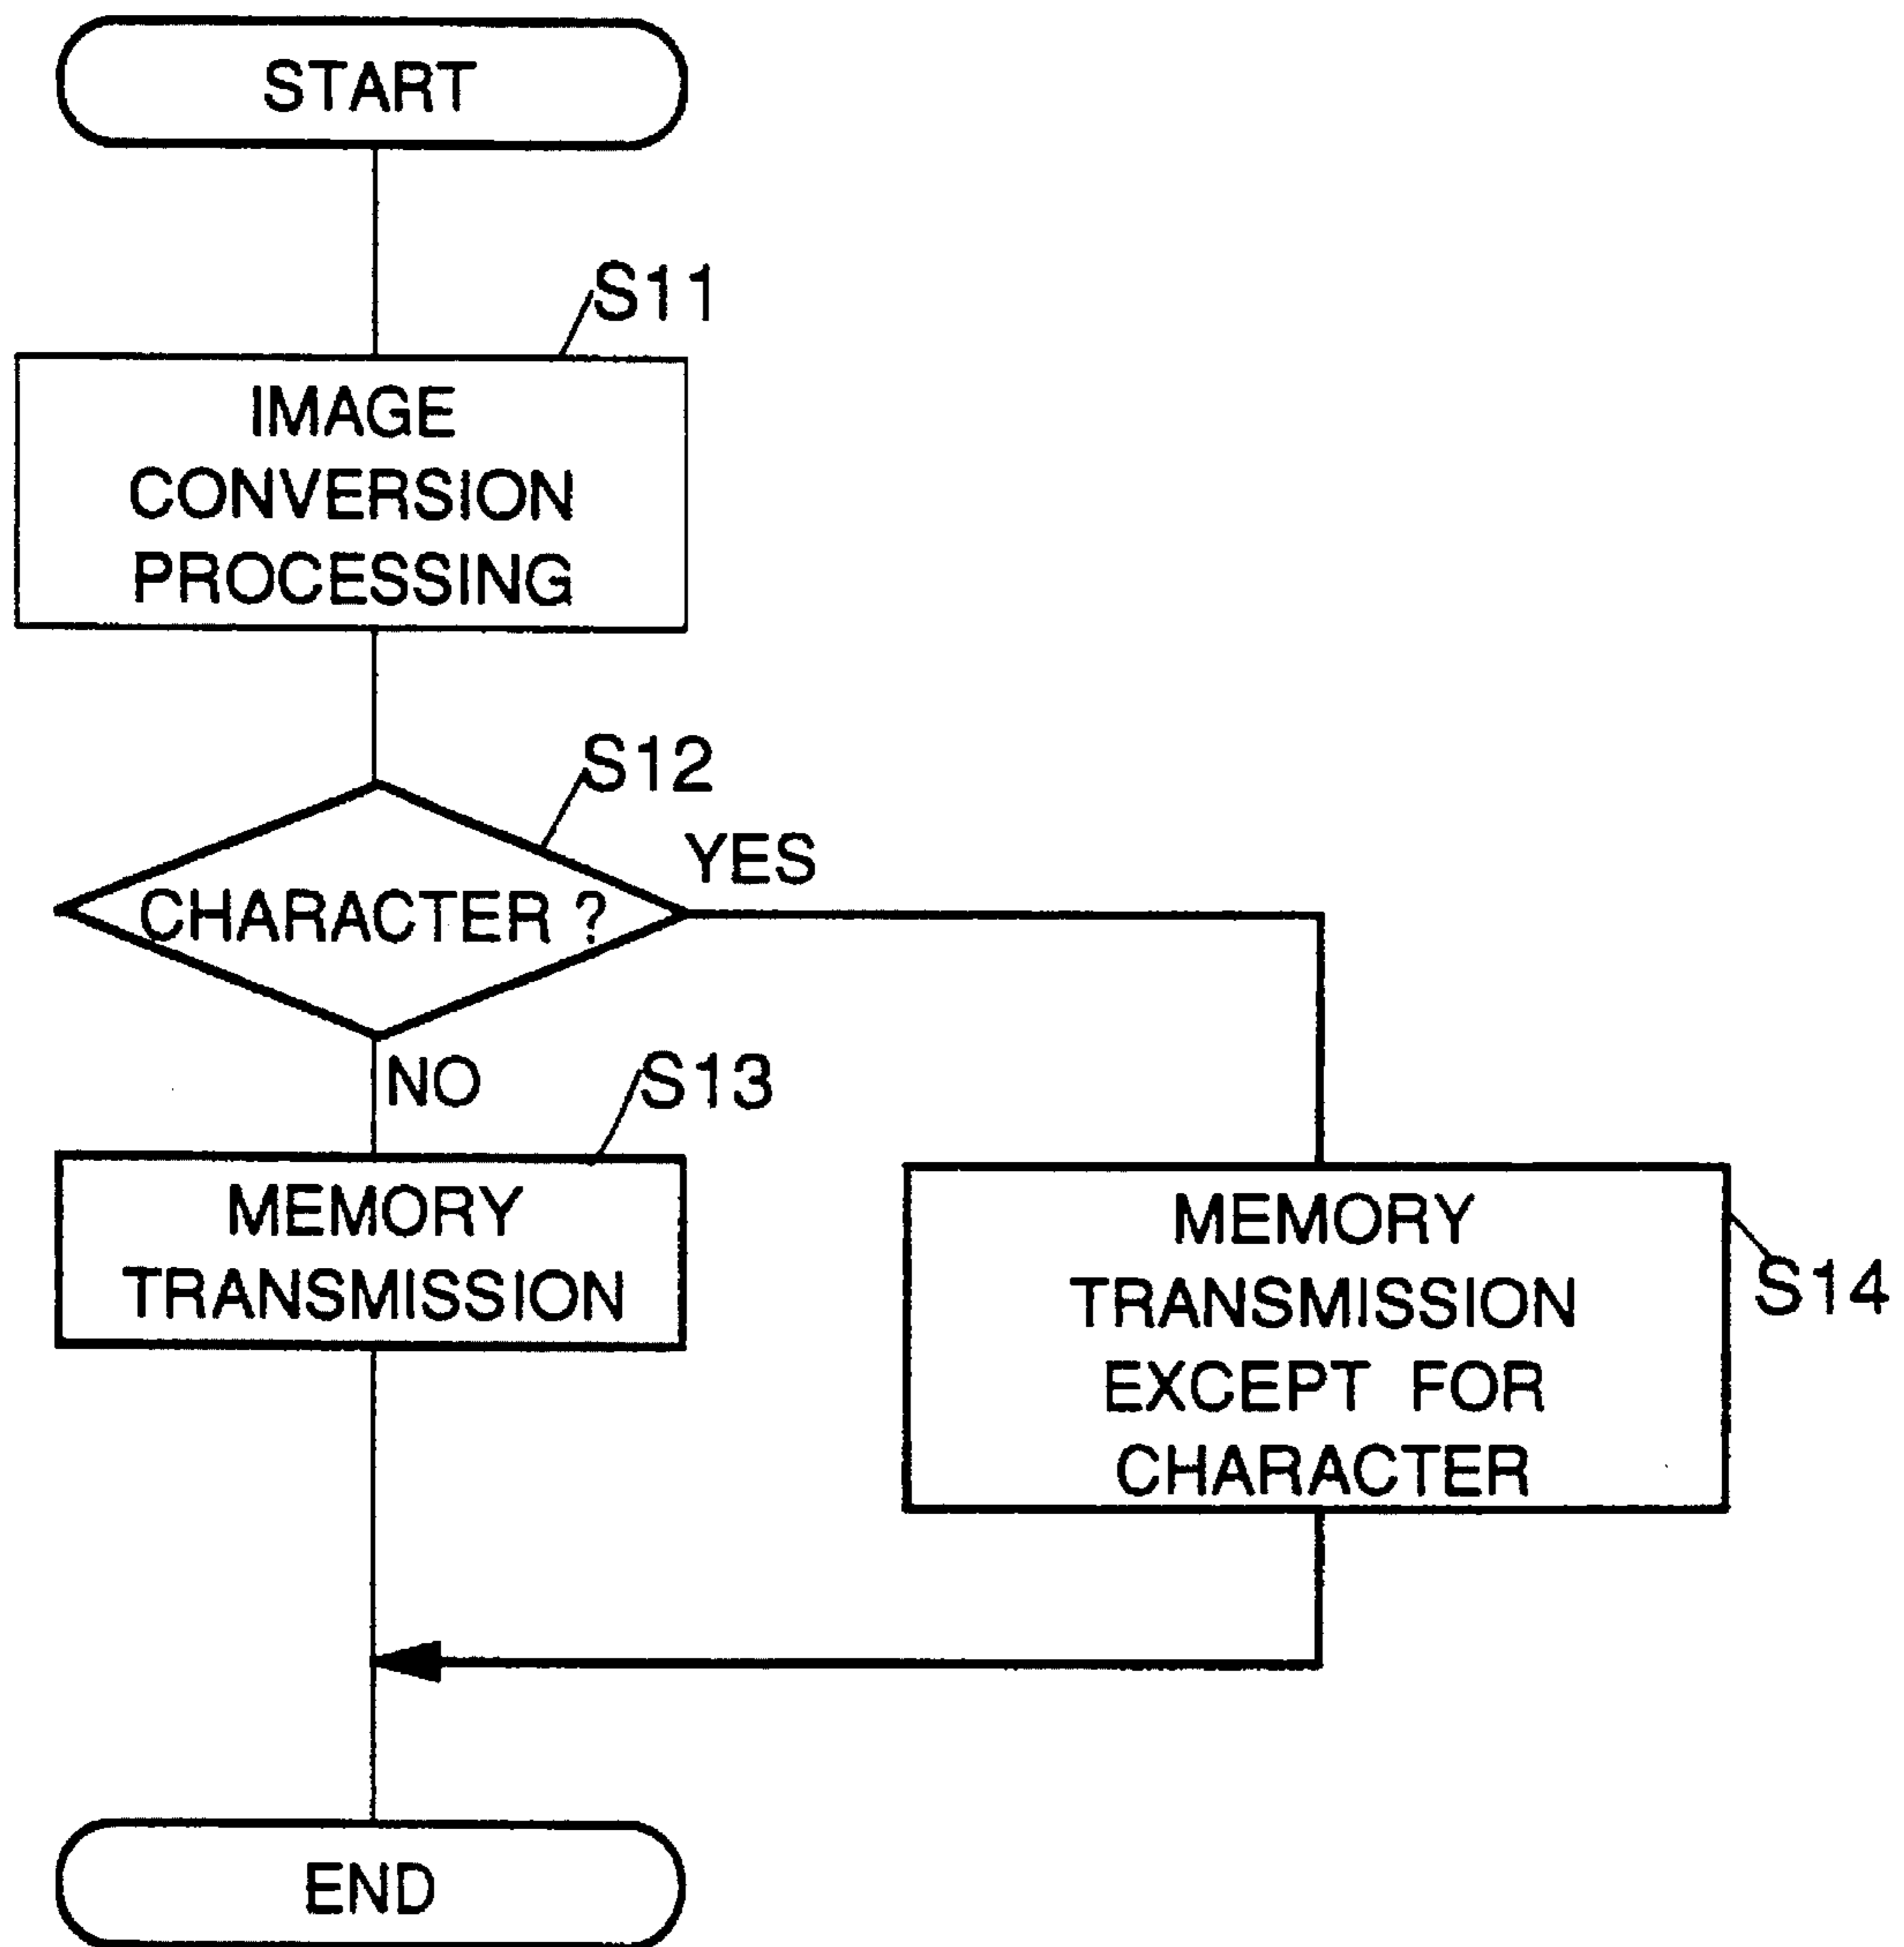 START
S11
IMAGE
CONVERSION
PROCESSING
S12
YES
CHARACTER ?
NO
S13
MEMORY
TRANSMISSION
MEMORY
TRANSMISSION
EXCEPT FOR
CHARACTER
S14
END